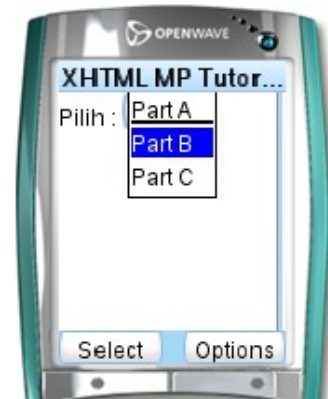 OPENWAVE
XHTML MP Tutor...
Pilih : Part A
Part B
Part C
Select Options